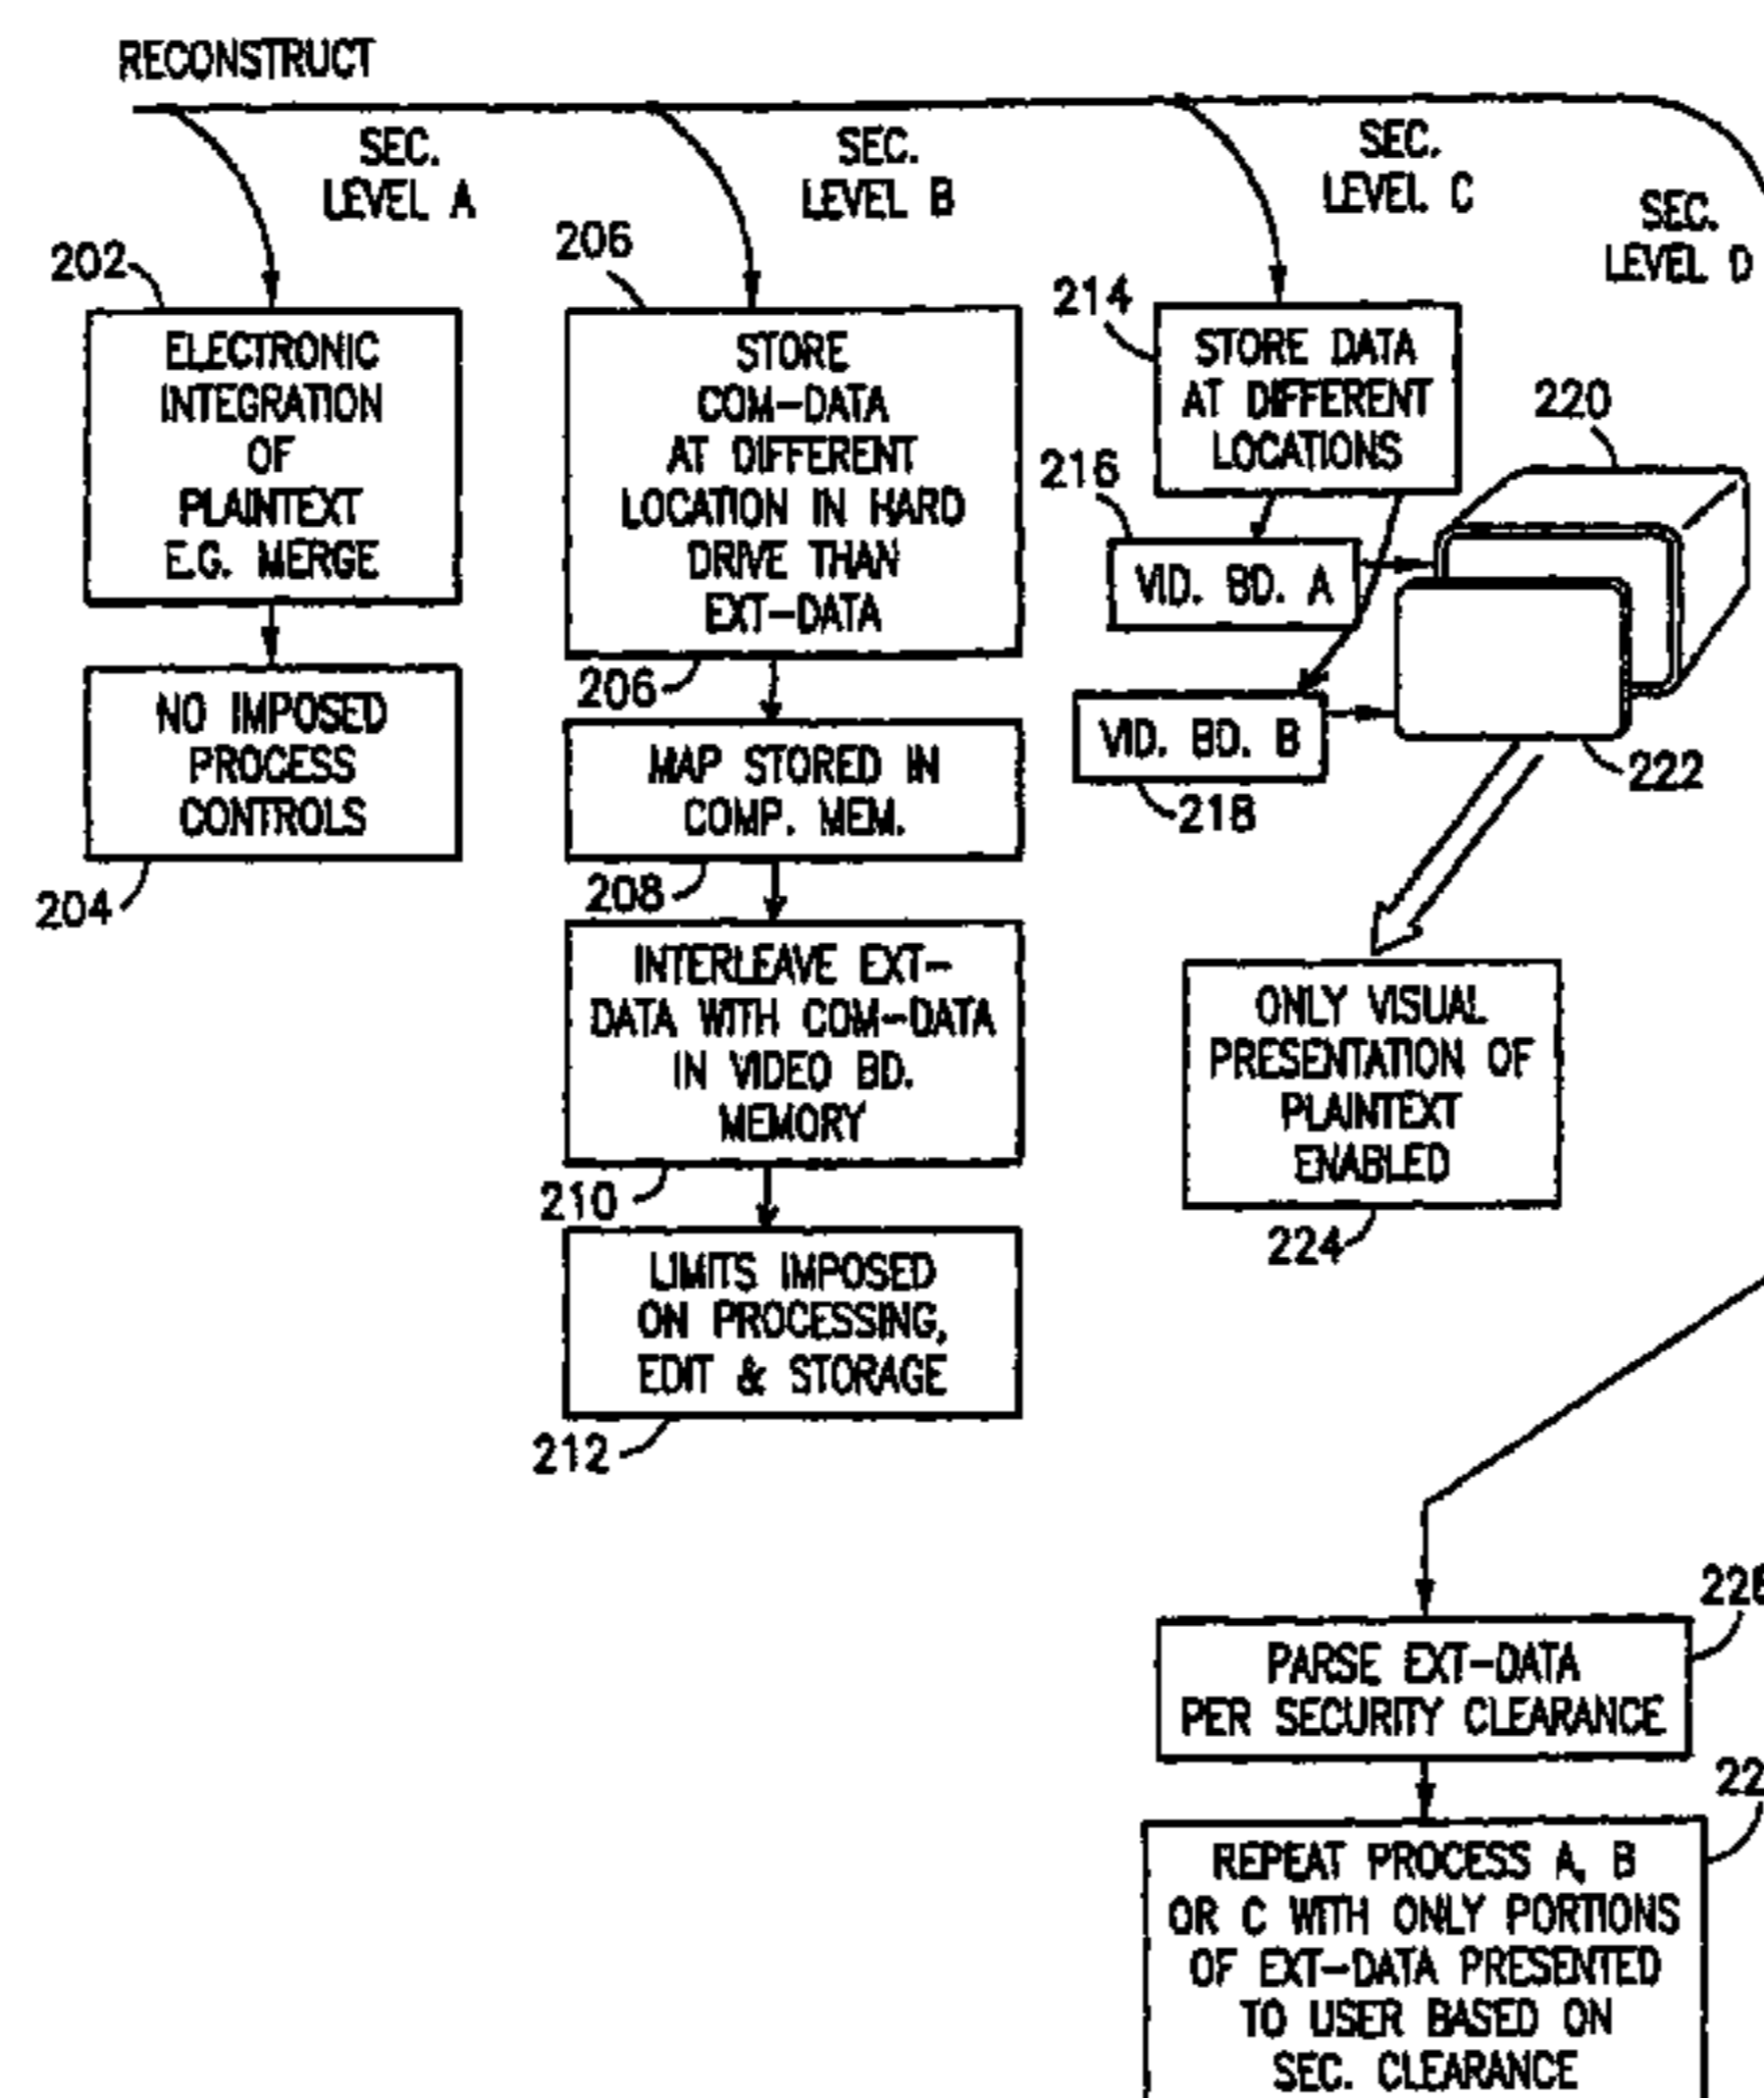 RECONSTRUCT
SEC.
LEVEL A
SEC.
LEVEL B
SEC.
LEVEL C
SEC.
LEVEL D
202
ELECTRONIC
INTEGRATION
OF
PLAINTEXT
E.G. MERGE
NO IMPOSED
PROCESS
CONTROLS
204
206
STORE
COM-DATA
AT DIFFERENT
LOCATION IN HARD
DRIVE THAN
EXT-DATA
206
MAP STORED IN
COMP. MEM.
208
INTERLEAVE EXT-
DATA WITH COM-DATA
IN VIDEO BD.
MEMORY
210
LIMITS IMPOSED
ON PROCESSING,
EDIT & STORAGE
212
214
STORE DATA
AT DIFFERENT
LOCATIONS
216
VID. BD. A
VID. BD. B
218
220
222
ONLY VISUAL
PRESENTATION OF
PLAINTEXT
ENABLED
224
PARSE EXT-DATA
PER SECURITY CLEARANCE
REPEAT PROCESS A, B
OR C WITH ONLY PORTIONS
OF EXT-DATA PRESENTED
TO USER BASED ON
SEC. CLEARANCE